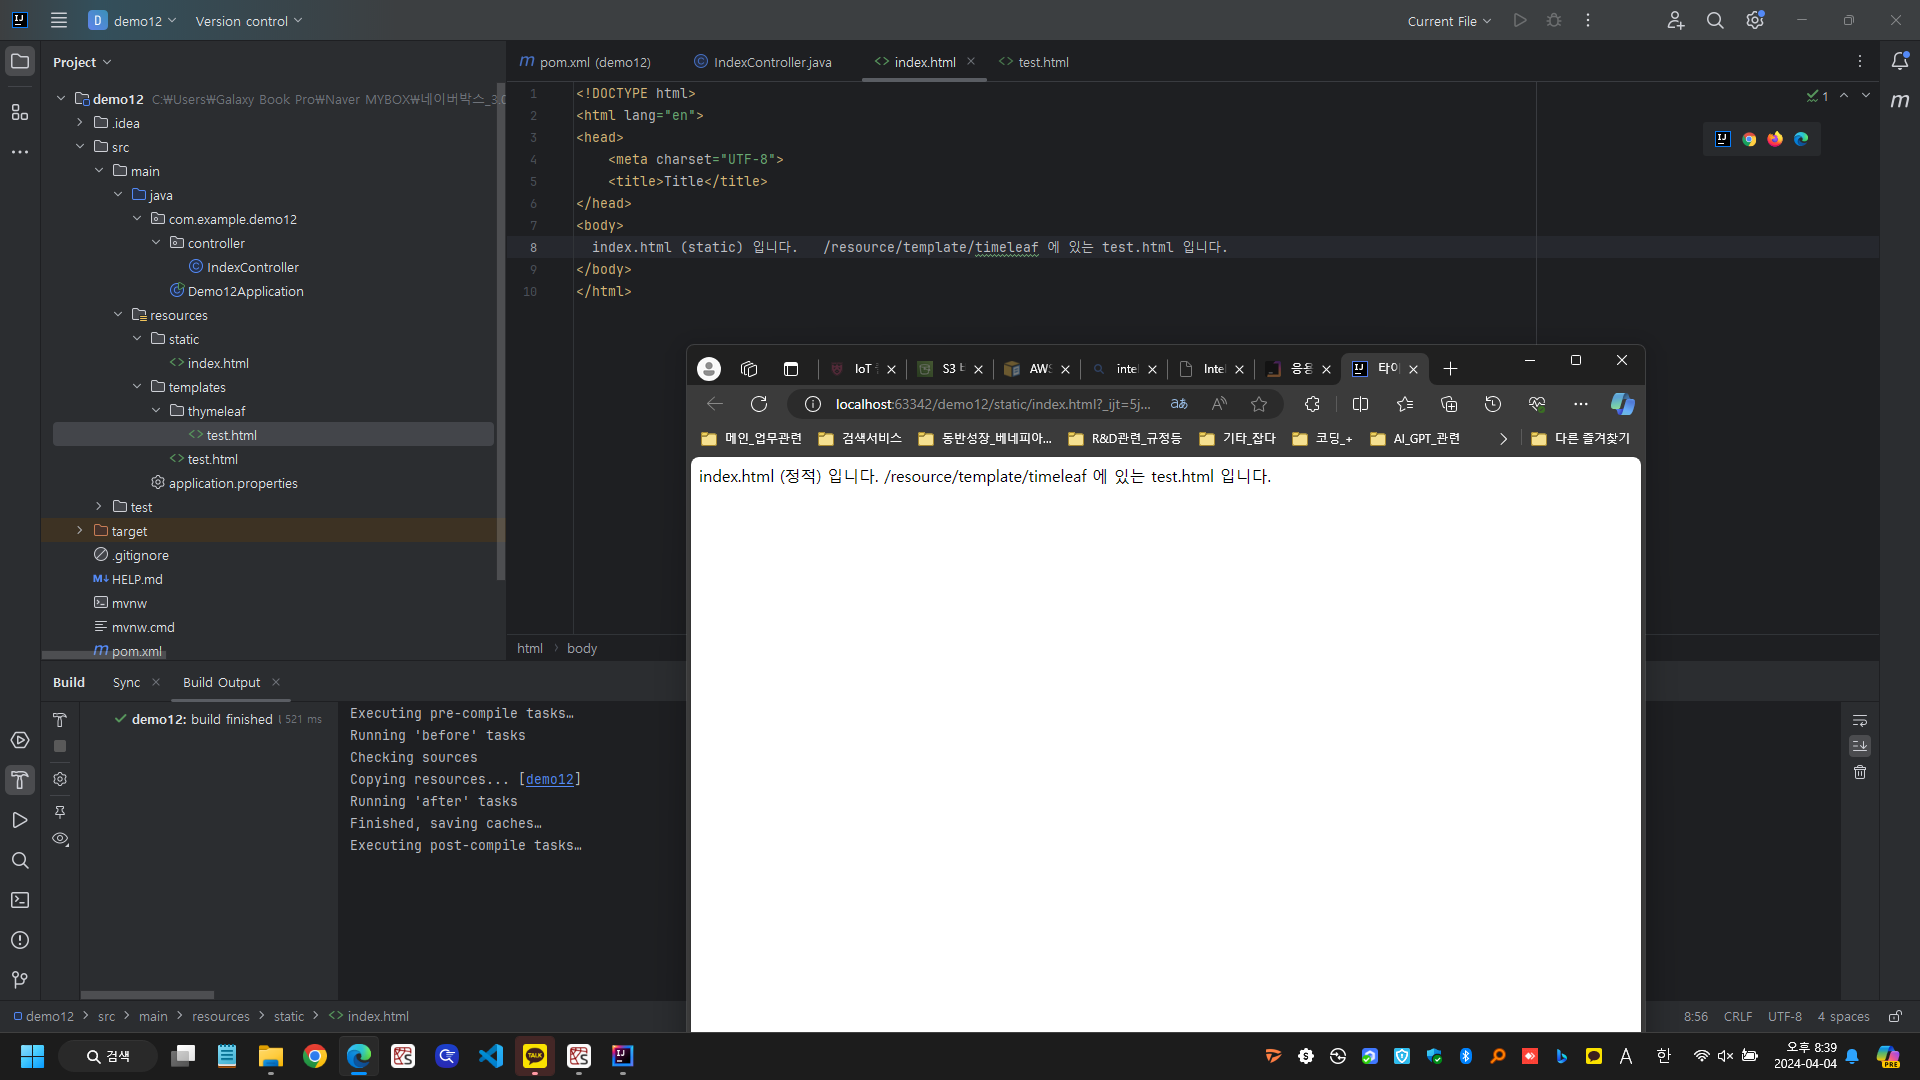 D demo12 Version control Current File
Project
demo12 C:₩Users₩Galaxy Book Pro₩Naver MYBOX₩네이버박스_3.0
.idea
src
main
java
com.example.demo12
controller
IndexController
Demo12Application
resources
static
index.html
templates
thymeleaf
test.html
test.html
application.properties
test
target
.gitignore
HELP.md
mvnw
mvnw.cmd
pom.xml
pom.xml (demo12) IndexController.java index.html test.html
1 <!DOCTYPE html>
2 <html lang="en">
3 <head>
4 <meta charset="UTF-8">
5 <title>Title</title>
6 </head>
7 <body>
8 index.html (static) 입니다. /resource/template/timeleaf 에 있는 test.html 입니다.
9 </body>
10 </html>
1
html body
IoT S3 AWS intel Intel 응용 타이
localhost:63342/demo12/static/index.html?_ijt=5j...
메인_업무관련 검색서비스 동반성장_베네피아... R&D관련_규정등 기타_잡다 코딩_+ AI_GPT_관련 다른 즐겨찾기
index.html (정적) 입니다. /resource/template/timeleaf 에 있는 test.html 입니다.
Build Sync Build Output
demo12: build finished 1 521 ms
Executing pre-compile tasks…
Running 'before' tasks
Checking sources
Copying resources... [demo12]
Running 'after' tasks
Finished, saving caches…
Executing post-compile tasks…
demo12 src main resources static index.html 8:56 CRLF UTF-8 4 spaces
검색 A 한 오후 8:39
2024-04-04